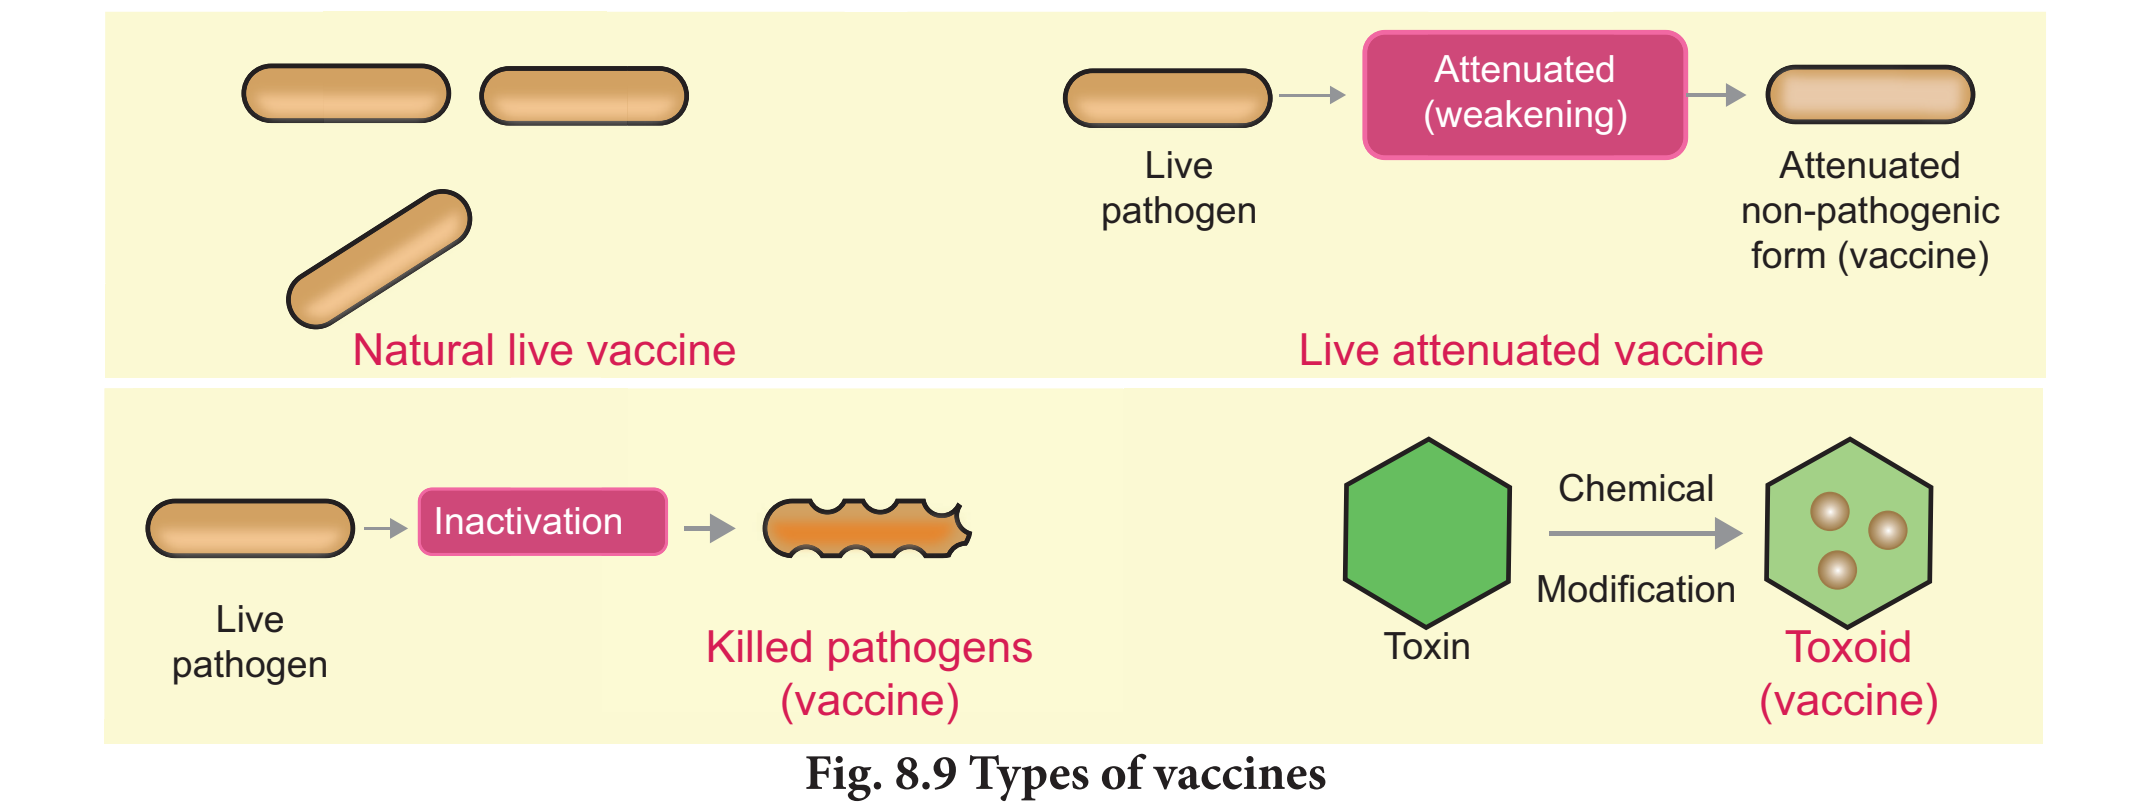 Natural live vaccine
Live
pathogen
Attenuated
(weakening)
Attenuated
non-pathogenic
form (vaccine)
Live attenuated vaccine
Live
pathogen
Inactivation
Killed pathogens
(vaccine)
Toxin
Chemical
Modification
Toxoid
(vaccine)
Fig. 8.9 Types of vaccines